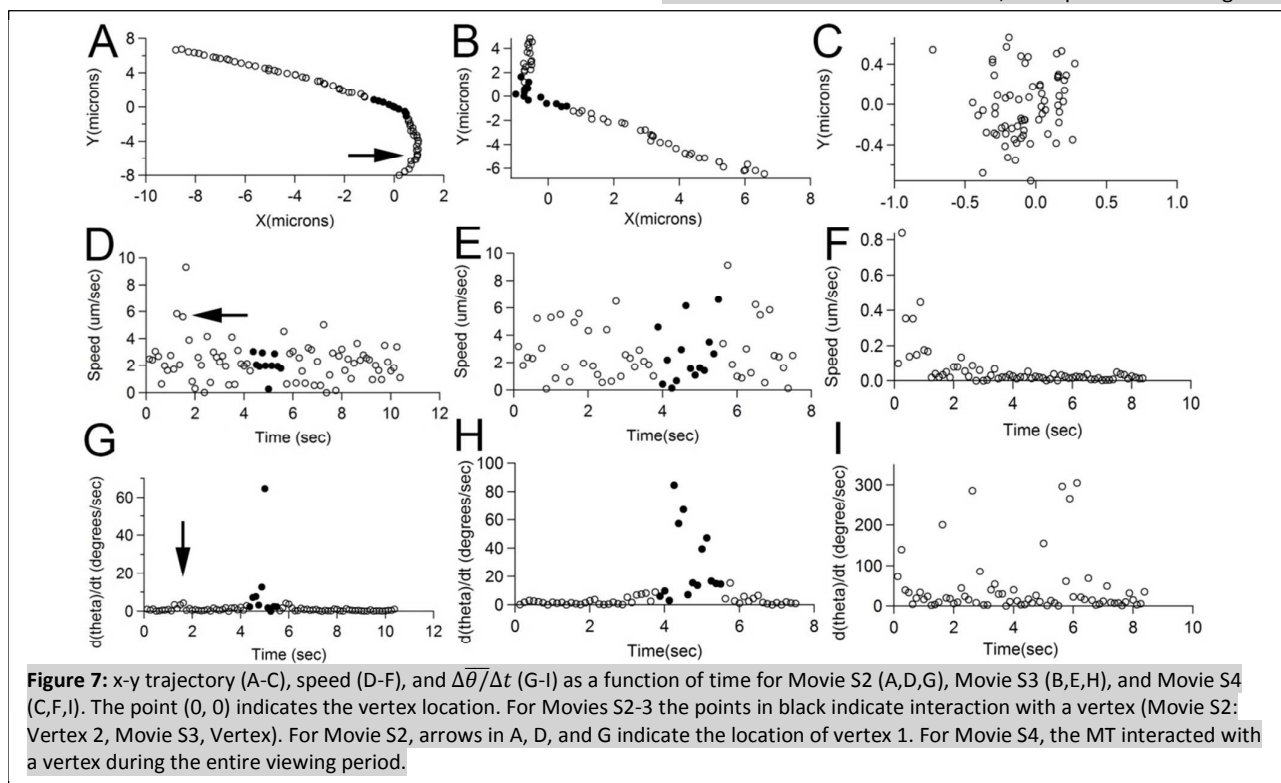 A
Y(microns)
8
4
0
-4
-8
-10 -8 -6 -4 -2 0 2 4
X(microns)
B
Y(microns)
4
2
0
-2
-4
-6
0 2 4 6 8
X(microns)
C
Y(microns)
0.4
0.0
-0.4
-1.0 -0.5 0.0 0.5 1.0
D
Speed (um/sec)
10
8
6
4
2
0
0 2 4 6 8 10 12
Time (sec)
E
Speed (um/sec)
10
8
6
4
2
0
0 2 4 6 8
Time(sec)
F
Speed (um/sec)
0.8
0.6
0.4
0.2
0.0
0 2 4 6 8 10
Time (sec)
G
d(theta)/dt (degrees/sec)
60
40
20
0
0 2 4 6 8 10 12
Time (sec)
H
d(theta)/dt (degrees/sec)
100
80
60
40
20
0
0 2 4 6 8
Time(sec)
I
d(theta)/dt (degree/sec)
300
200
100
0
0 2 4 6 8 10
Time(sec)
Figure 7: x-y trajectory (A-C), speed (D-F), and Δθ̅/Δt (G-I) as a function of time for Movie S2 (A,D,G), Movie S3 (B,E,H), and Movie S4
(C,F,I). The point (0, 0) indicates the vertex location. For Movies S2-3 the points in black indicate interaction with a vertex (Movie S2:
Vertex 2, Movie S3, Vertex). For Movie S2, arrows in A, D, and G indicate the location of vertex 1. For Movie S4, the MT interacted with
a vertex during the entire viewing period.